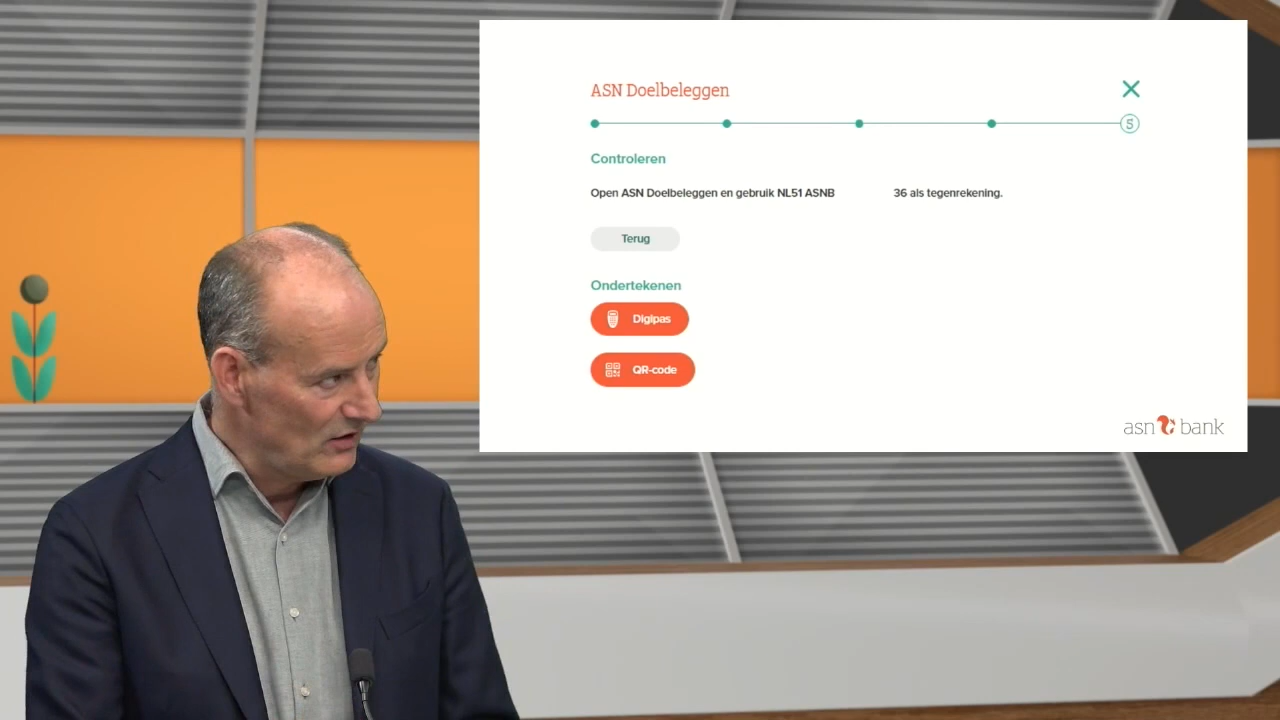 ASN Doelbeleggen
5
Controleren
Open ASN Doelbeleggen en gebruik NL51 ASNB 36 als tegenrekening.
Terug
Ondertekenen
Digipas
QR-code
asn bank